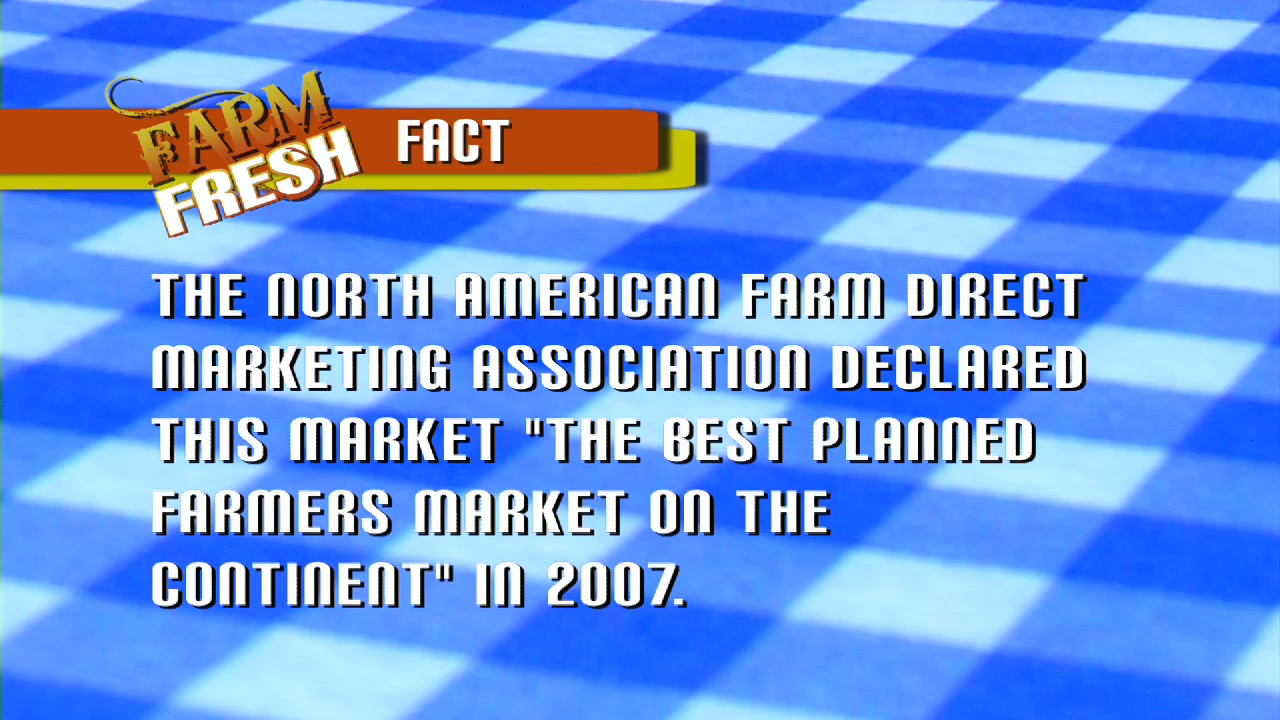 FARM
FRESH
FACT
THE NORTH AMERICAN FARM DIRECT
MARKETING ASSOCIATION DECLARED
THIS MARKET "THE BEST PLANNED
FARMERS MARKET ON THE
CONTINENT" IN 2007.